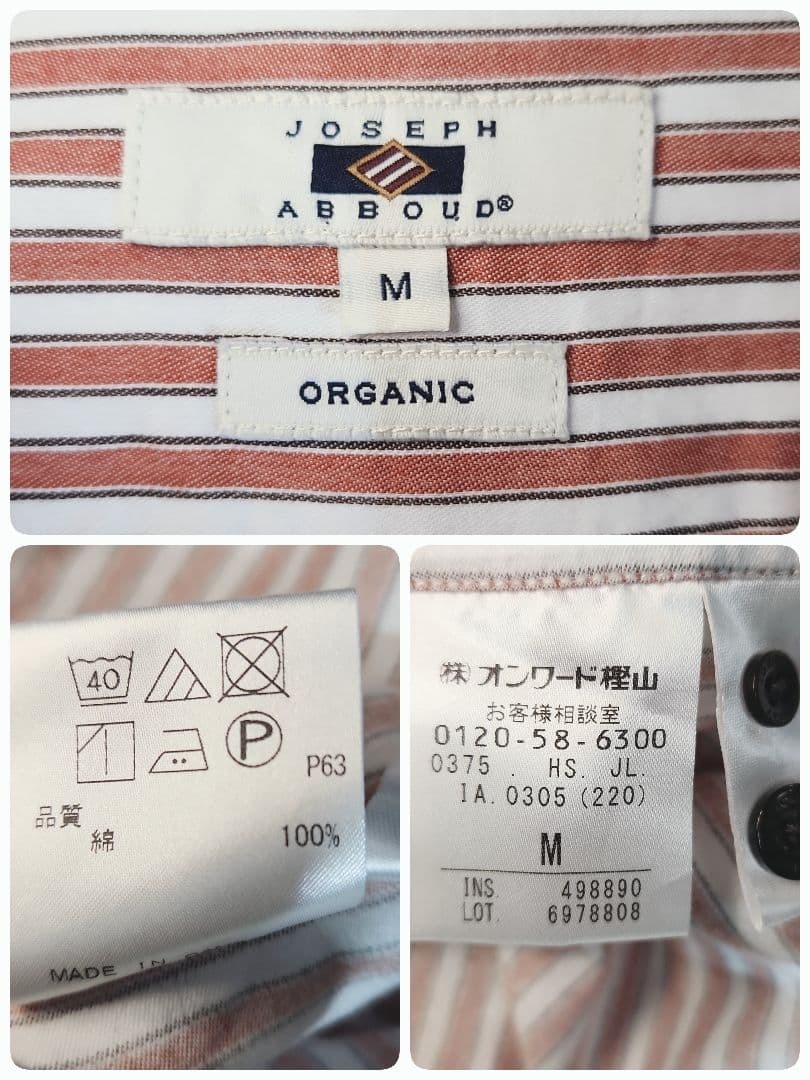 JOSEPH
ABBOUD®
M
ORGANIC
40
P
P63
品質
綿 100%
MADE IN
㈱オンワード樫山
お客様相談室
0120-58-6300
0375 . HS. JL.
IA. 0305 (220)
M
INS. 498890
LOT. 6978808